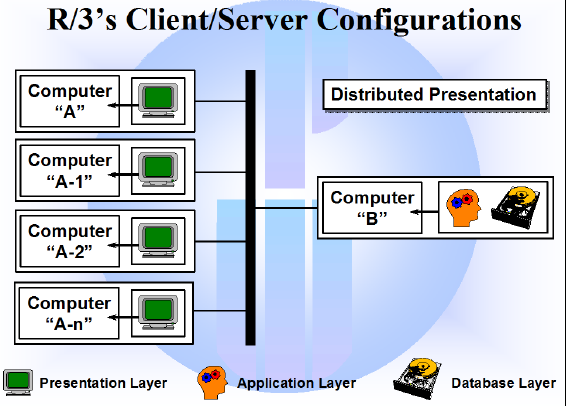 R/3's Client/Server Configurations
Computer
"A"
Distributed Presentation
Computer
"A-1"
Computer
"B"
Computer
"A-2"
Computer
"A-n"
Presentation Layer
Application Layer
Database Layer